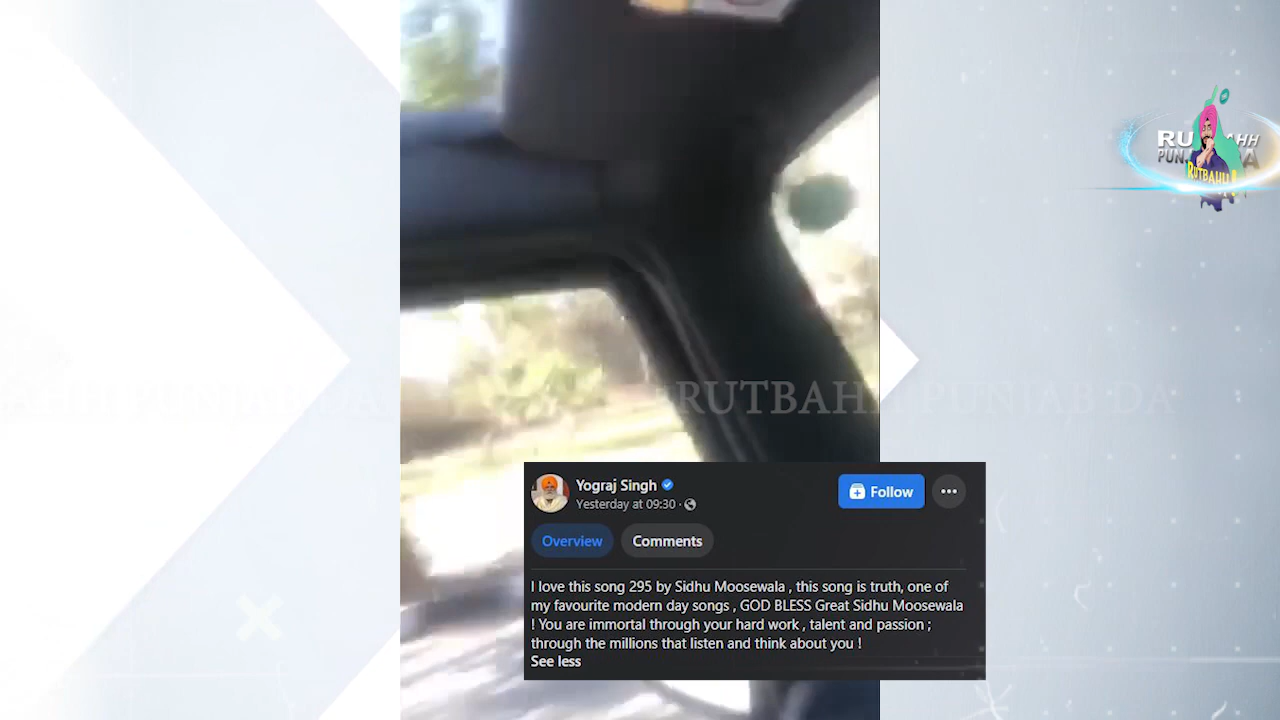 RUTBAHH PUNJAB DA
RUTBAHH
Yograj Singh
Yesterday at 09:30 ·
Follow
Overview
Comments
I love this song 295 by Sidhu Moosewala , this song is truth, one of
my favourite modern day songs , GOD BLESS Great Sidhu Moosewala
! You are immortal through your hard work , talent and passion ;
through the millions that listen and think about you !
See less